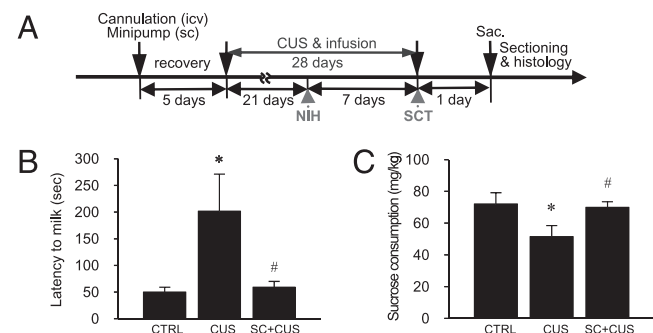 A
Cannulation (icv)
Minipump (sc)
CUS & infusion
Sac.
Sectioning
& histology
recovery
28 days
5 days
21 days
7 days
1 day
NIH
SCT
B
Latency to milk (sec)
300
250
200
150
100
50
0
*
#
CTRL
CUS
SC+CUS
C
Sucrose consumption (mg/kg)
100
80
60
40
20
0
*
#
CTRL
CUS
SC+CUS